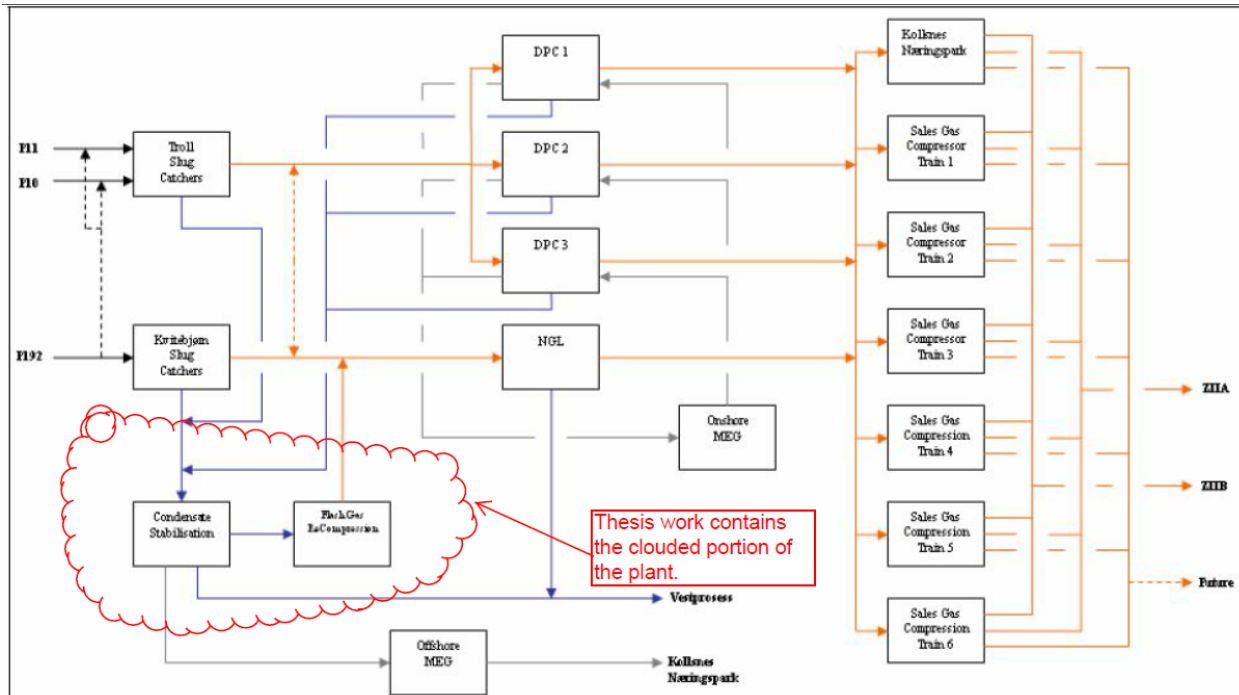 DPC 1
Kollsnes
Næringspark
P11
P10
Troll
Slug
Catchers
DPC 2
Sales Gas
Compressor
Train 1
DPC 3
Sales Gas
Compressor
Train 2
P192
Kvitebjørn
Slug
Catchers
NGL
Sales Gas
Compressor
Train 3
ZIIA
Onshore
MEG
Sales Gas
Compression
Train 4
ZIIB
Condensate
Stabilisation
Flash Gas
ReCompression
Thesis work contains
the clouded portion of
the plant.
Sales Gas
Compression
Train 5
Future
Vestprosess
Sales Gas
Compression
Train 6
Offshore
MEG
Kollsnes
Næringspark